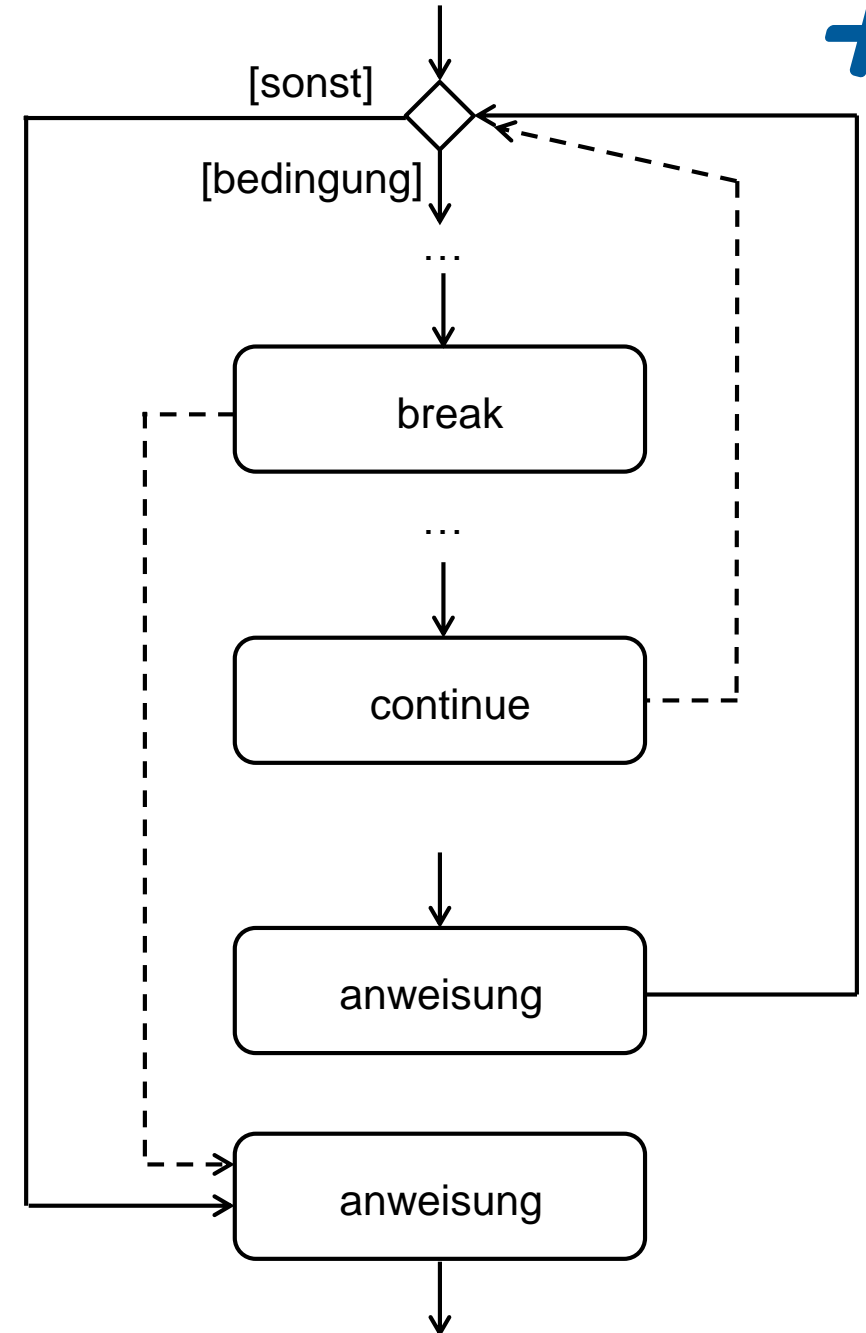 [sonst]
[bedingung]
…
break
…
continue
anweisung
anweisung